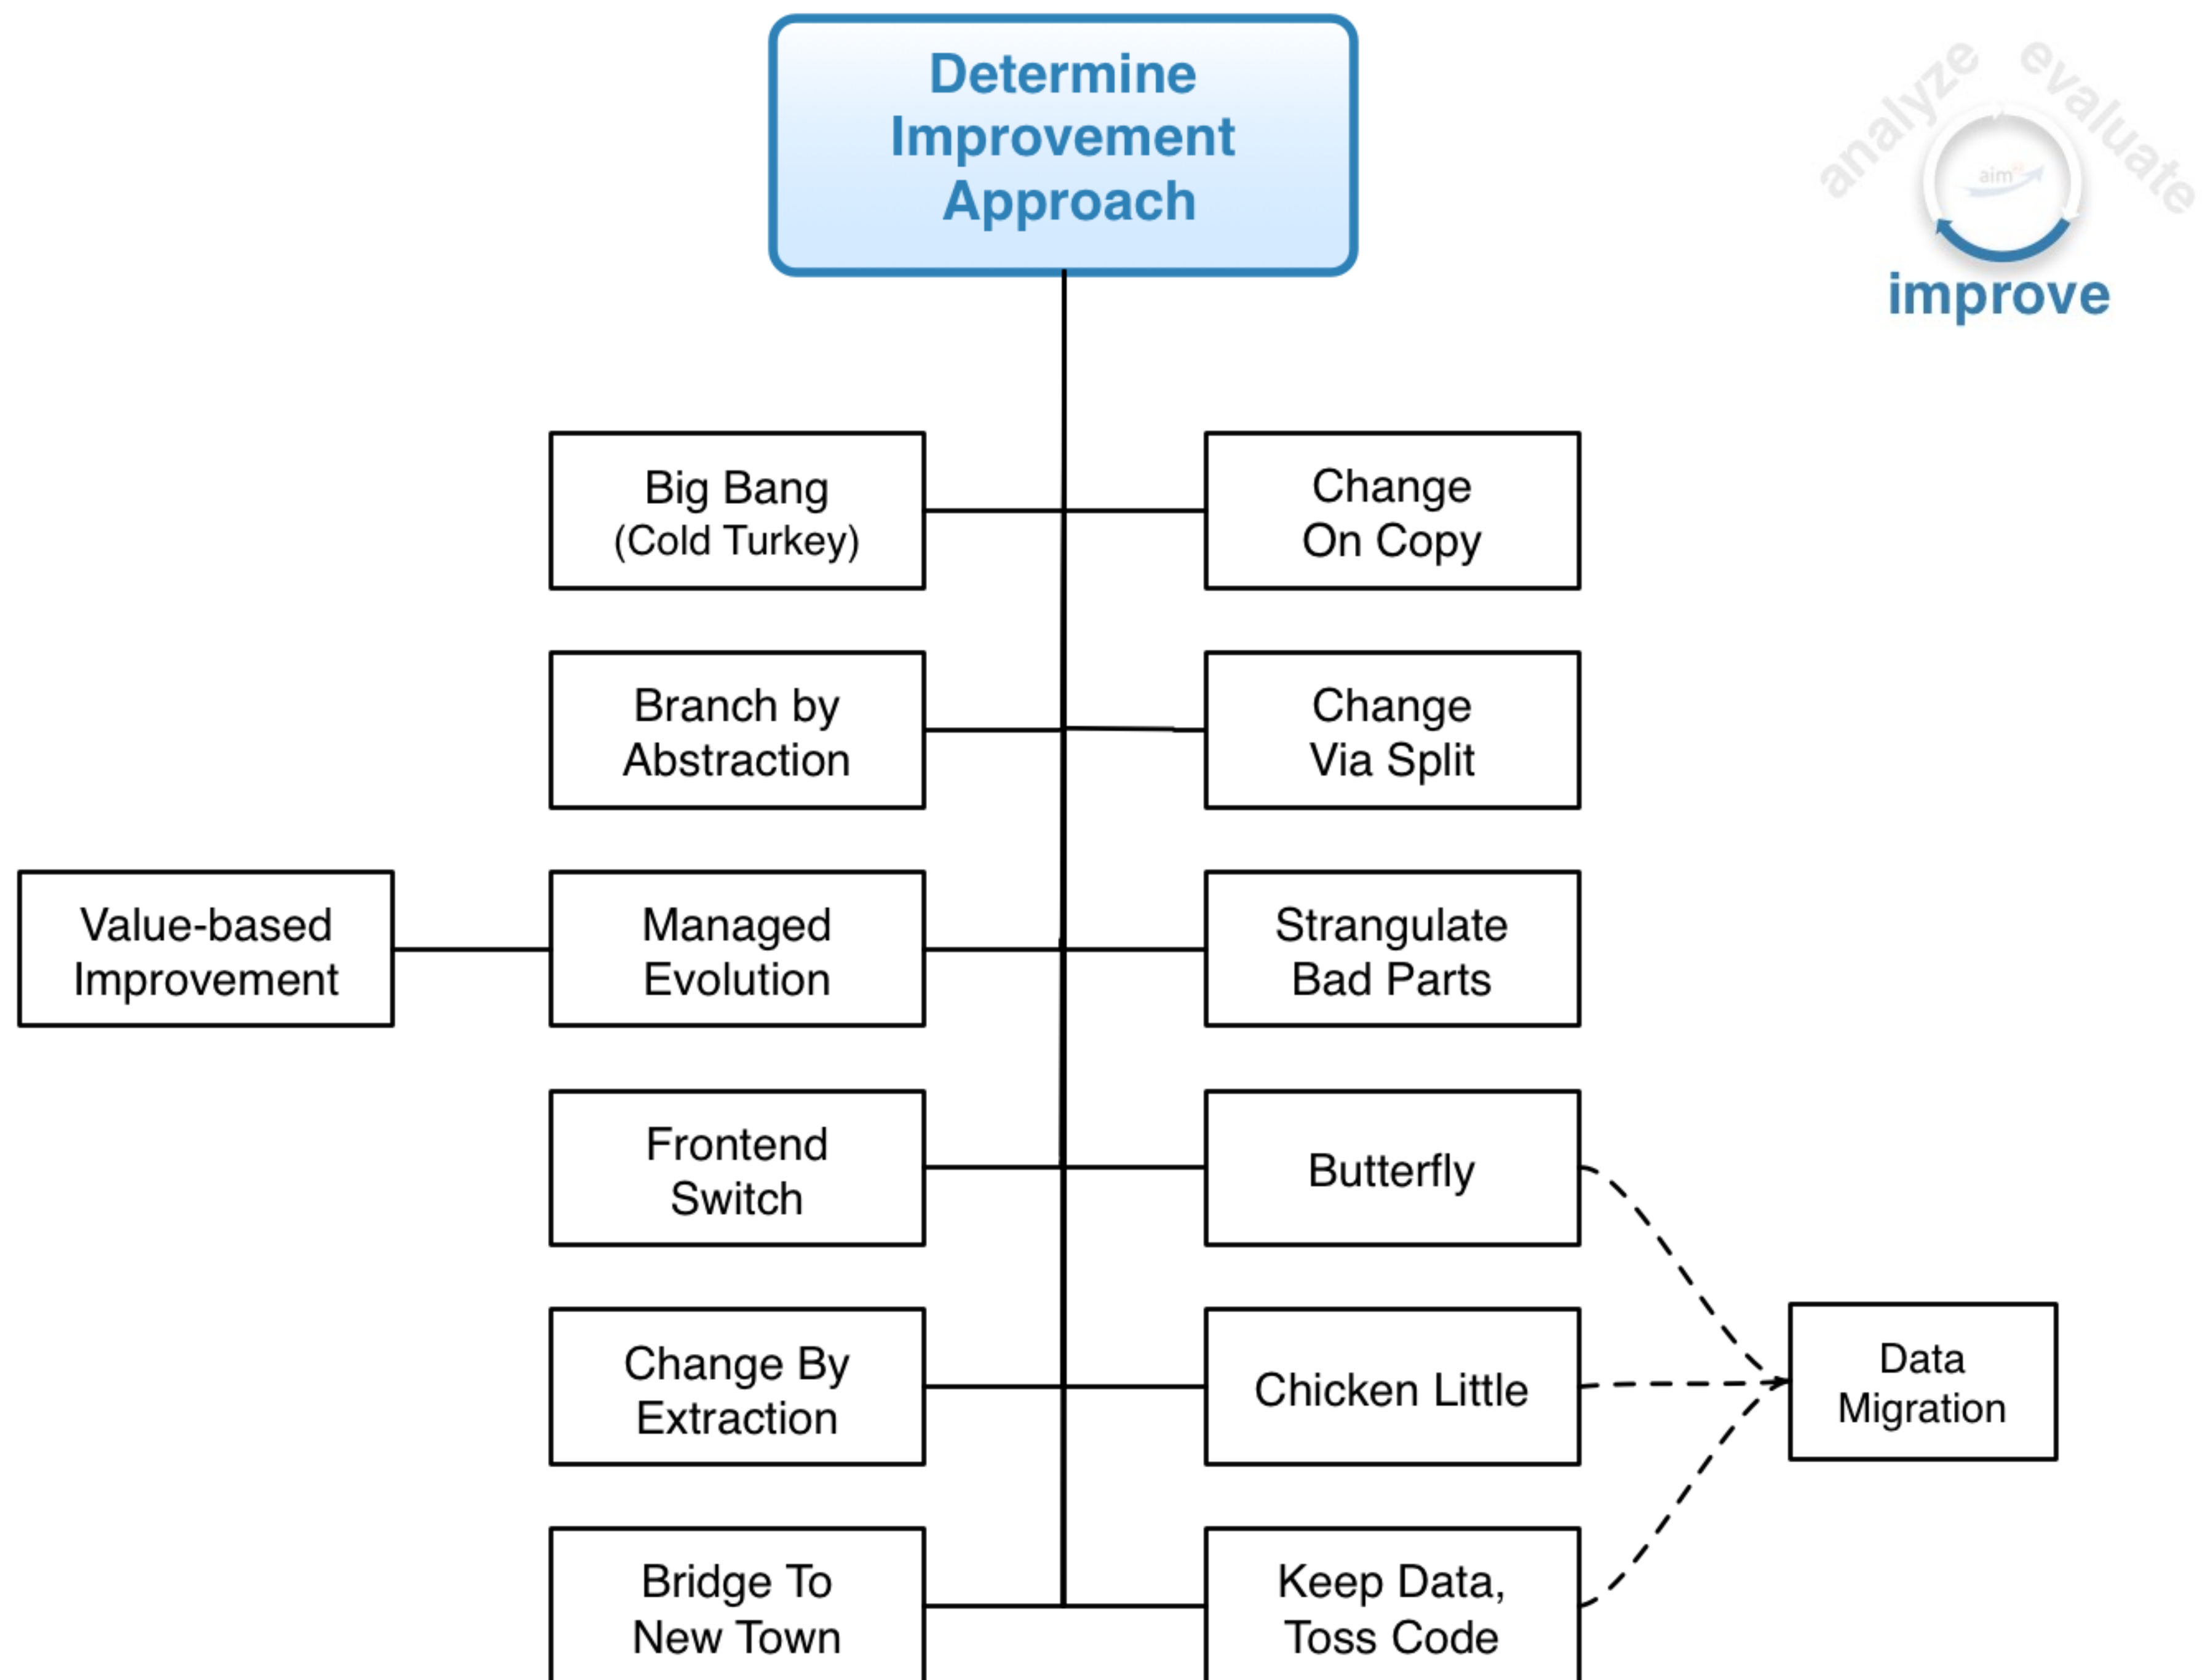 Determine
Improvement
Approach
analyze
evaluate
aim
improve
Big Bang
(Cold Turkey)
Change
On Copy
Branch by
Abstraction
Change
Via Split
Value-based
Improvement
Managed
Evolution
Strangulate
Bad Parts
Frontend
Switch
Butterfly
Change By
Extraction
Chicken Little
Data
Migration
Bridge To
New Town
Keep Data,
Toss Code